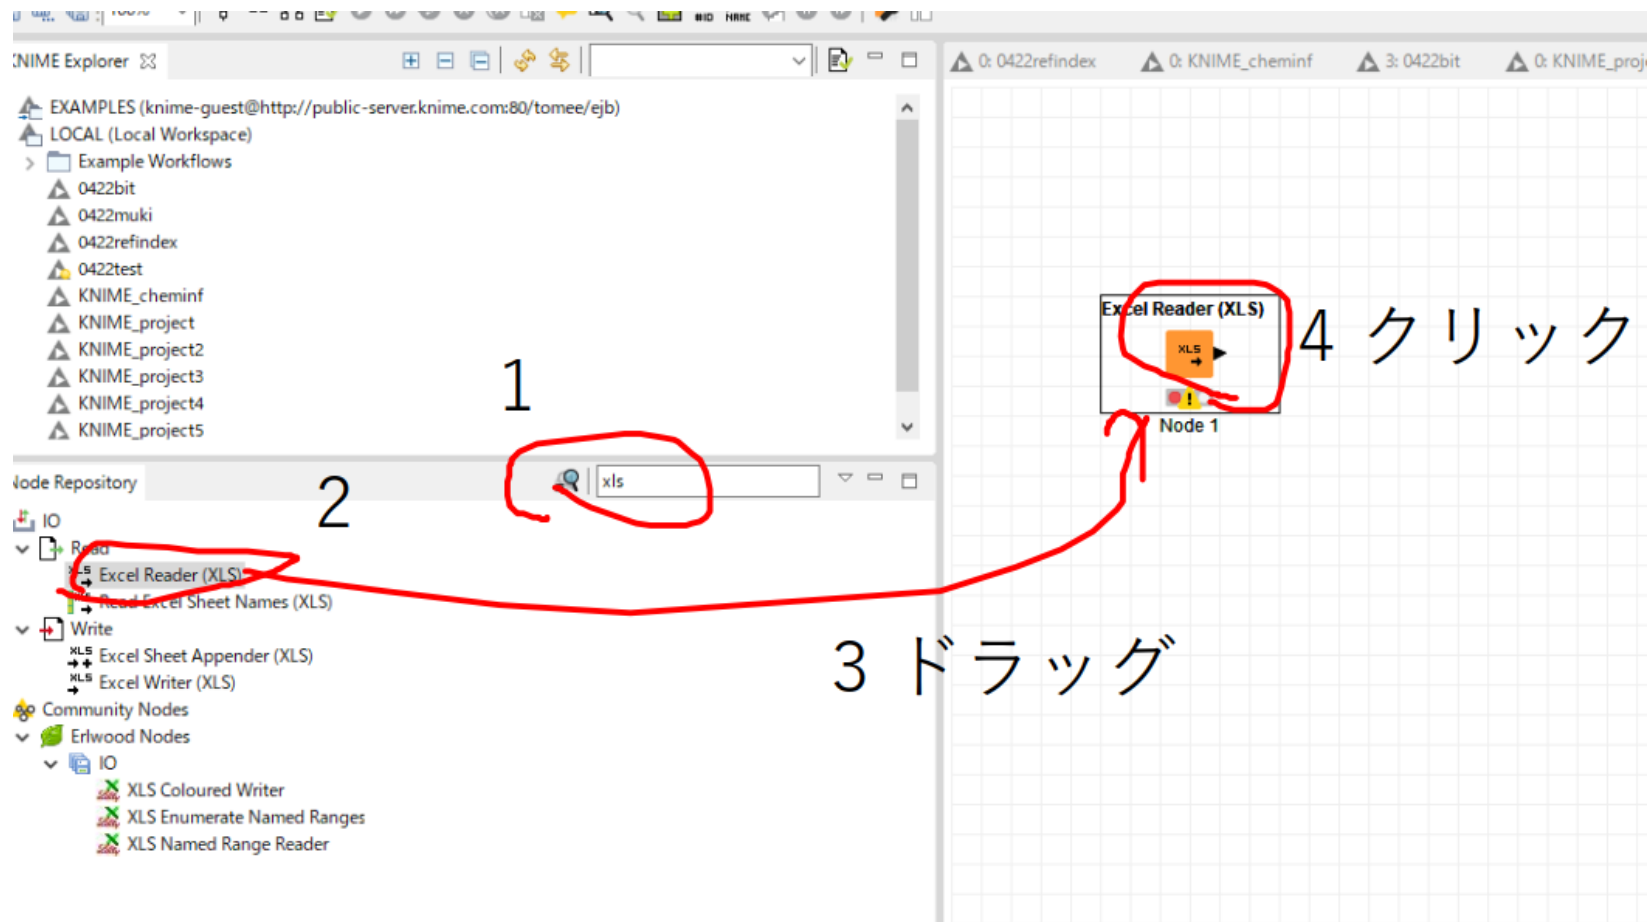 KNIME Explorer
0: 0422refindex
0: KNIME_cheminf
3: 0422bit
0: KNIME_proj
EXAMPLES (knime-guest@http://public-server.knime.com:80/tomee/ejb)
LOCAL (Local Workspace)
Example Workflows
0422bit
0422muki
0422refindex
0422test
KNIME_cheminf
KNIME_project
KNIME_project2
KNIME_project3
KNIME_project4
KNIME_project5
1
Excel Reader (XLS)
XLS
Node 1
4 クリック
Node Repository
xls
2
IO
Read
Excel Reader (XLS)
Read Excel Sheet Names (XLS)
Write
XLS
Excel Sheet Appender (XLS)
XLS
Excel Writer (XLS)
3 ドラッグ
Community Nodes
Erlwood Nodes
IO
XLS Coloured Writer
XLS Enumerate Named Ranges
XLS Named Range Reader